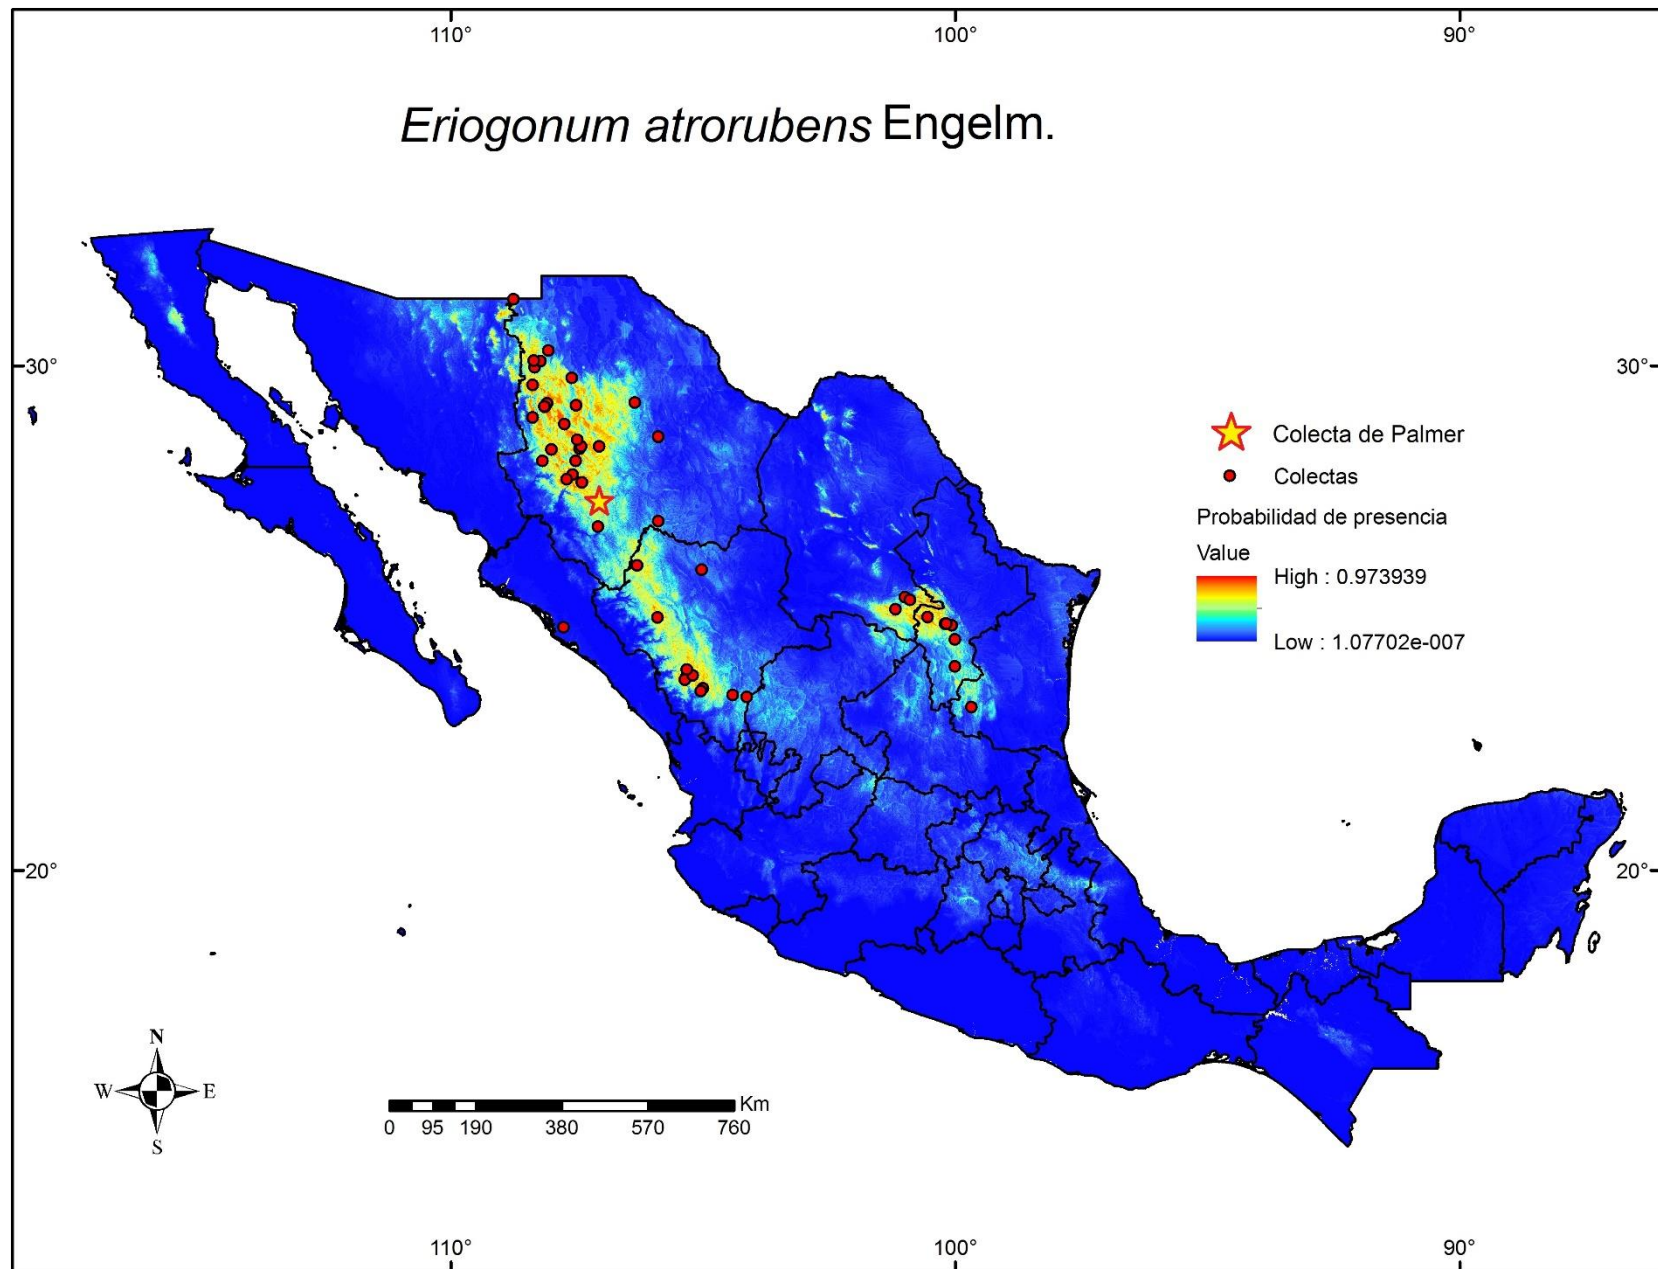 110°
100°
90°
Eriogonum atrorubens Engelm.
30°
30°
Colecta de Palmer
Colectas
Probabilidad de presencia
Value
High : 0.973939
Low : 1.07702e-007
20°
20°
N
W E
S
Km
0 95 190 380 570 760
110°
100°
90°